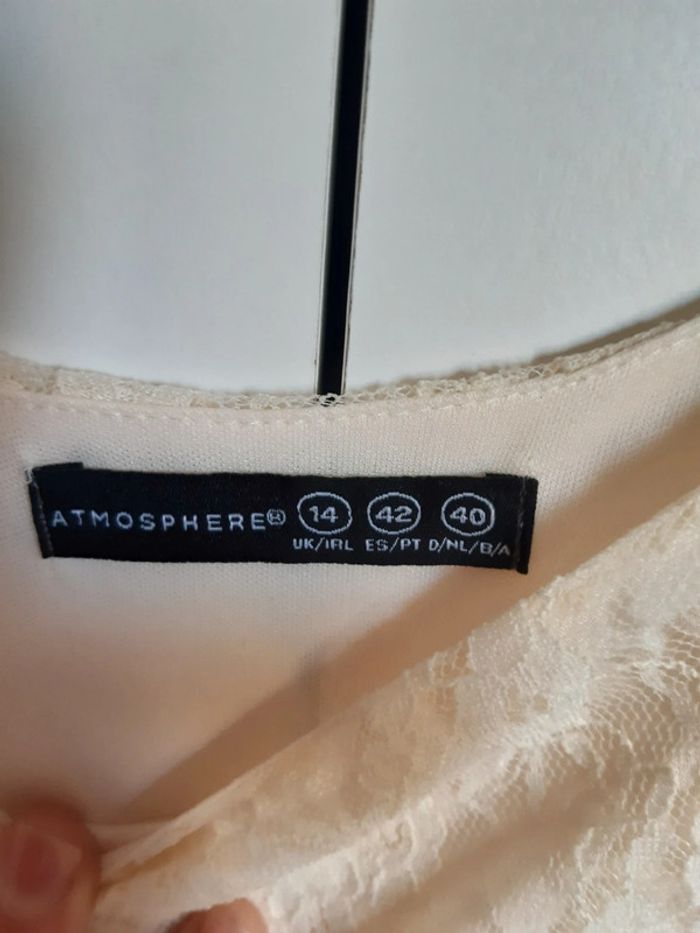 ATMOSPHERE® 14 42 40
UK/IRL ES/PT D/NL/B/A